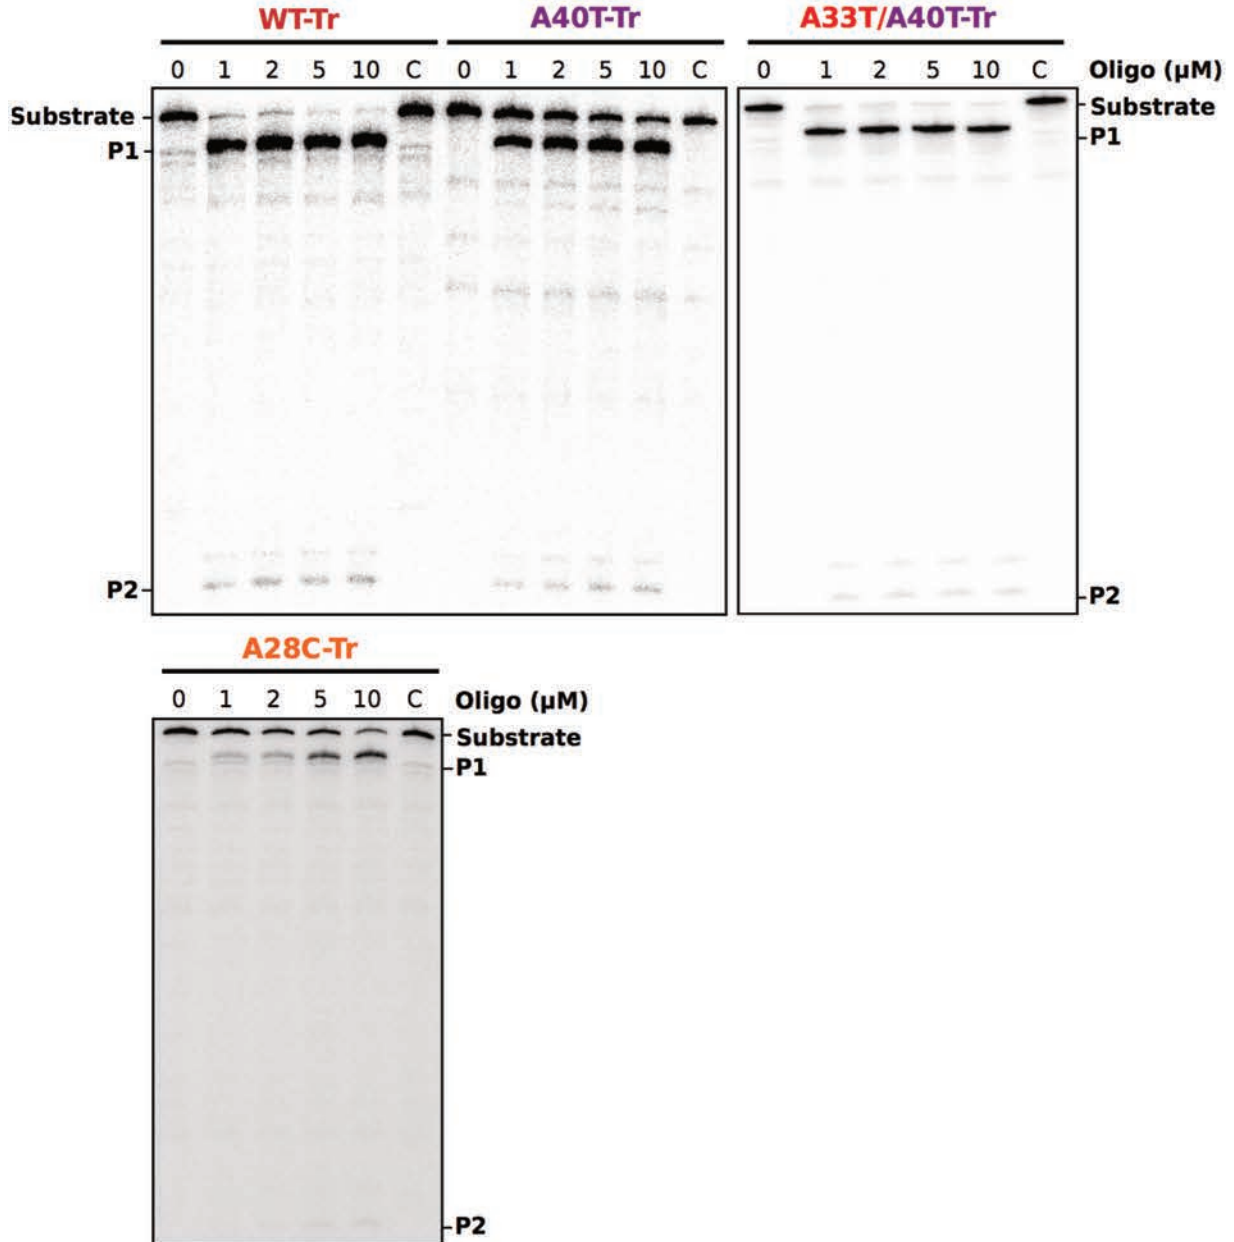 WT-Tr A40T-Tr A33T/A40T-Tr
0 1 2 5 10 C 0 1 2 5 10 C 0 1 2 5 10 C Oligo (µM)
Substrate Substrate
P1 P1
P2 P2
A28C-Tr
0 1 2 5 10 C Oligo (µM)
Substrate
P1
P2